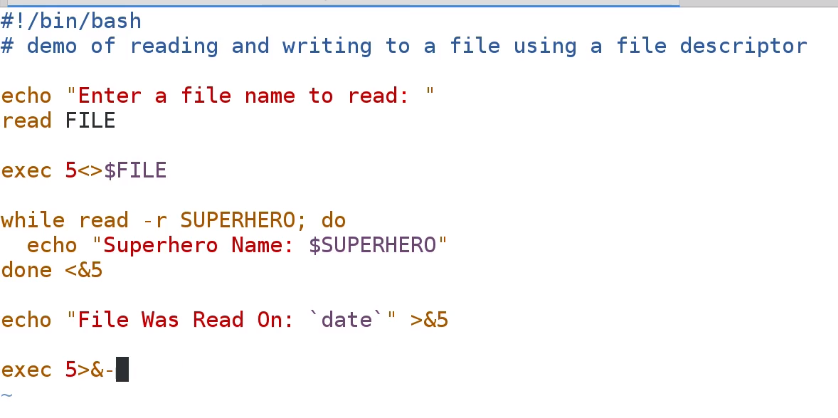 #!/bin/bash
# demo of reading and writing to a file using a file descriptor
echo "Enter a file name to read: "
read FILE
exec 5<>$FILE
while read -r SUPERHERO; do
  echo "Superhero Name: $SUPERHERO"
done <&5
echo "File Was Read On: `date`" >&5
exec 5>&-
~